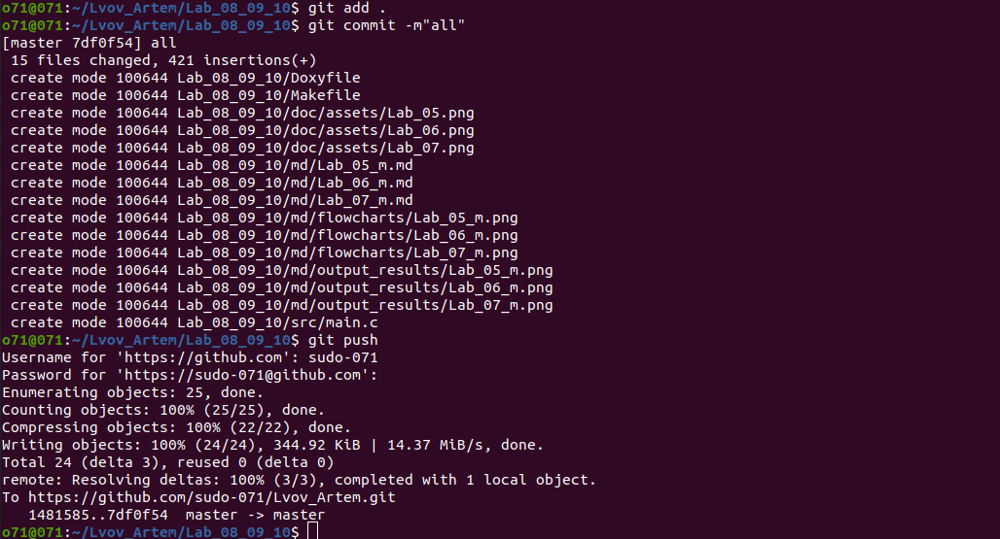 o71@071:~/Lvov_Artem/Lab_08_09_10$ git add .
o71@071:~/Lvov_Artem/Lab_08_09_10$ git commit -m"all"
[master 7df0f54] all
 15 files changed, 421 insertions(+)
 create mode 100644 Lab_08_09_10/Doxyfile
 create mode 100644 Lab_08_09_10/Makefile
 create mode 100644 Lab_08_09_10/doc/assets/Lab_05.png
 create mode 100644 Lab_08_09_10/doc/assets/Lab_06.png
 create mode 100644 Lab_08_09_10/doc/assets/Lab_07.png
 create mode 100644 Lab_08_09_10/md/Lab_05_m.md
 create mode 100644 Lab_08_09_10/md/Lab_06_m.md
 create mode 100644 Lab_08_09_10/md/Lab_07_m.md
 create mode 100644 Lab_08_09_10/md/flowcharts/Lab_05_m.png
 create mode 100644 Lab_08_09_10/md/flowcharts/Lab_06_m.png
 create mode 100644 Lab_08_09_10/md/flowcharts/Lab_07_m.png
 create mode 100644 Lab_08_09_10/md/output_results/Lab_05_m.png
 create mode 100644 Lab_08_09_10/md/output_results/Lab_06_m.png
 create mode 100644 Lab_08_09_10/md/output_results/Lab_07_m.png
 create mode 100644 Lab_08_09_10/src/main.c
o71@071:~/Lvov_Artem/Lab_08_09_10$ git push
Username for 'https://github.com': sudo-071
Password for 'https://sudo-071@github.com':
Enumerating objects: 25, done.
Counting objects: 100% (25/25), done.
Compressing objects: 100% (22/22), done.
Writing objects: 100% (24/24), 344.92 KiB | 14.37 MiB/s, done.
Total 24 (delta 3), reused 0 (delta 0)
remote: Resolving deltas: 100% (3/3), completed with 1 local object.
To https://github.com/sudo-071/Lvov_Artem.git
   1481585..7df0f54  master -> master
o71@071:~/Lvov_Artem/Lab_08_09_10$